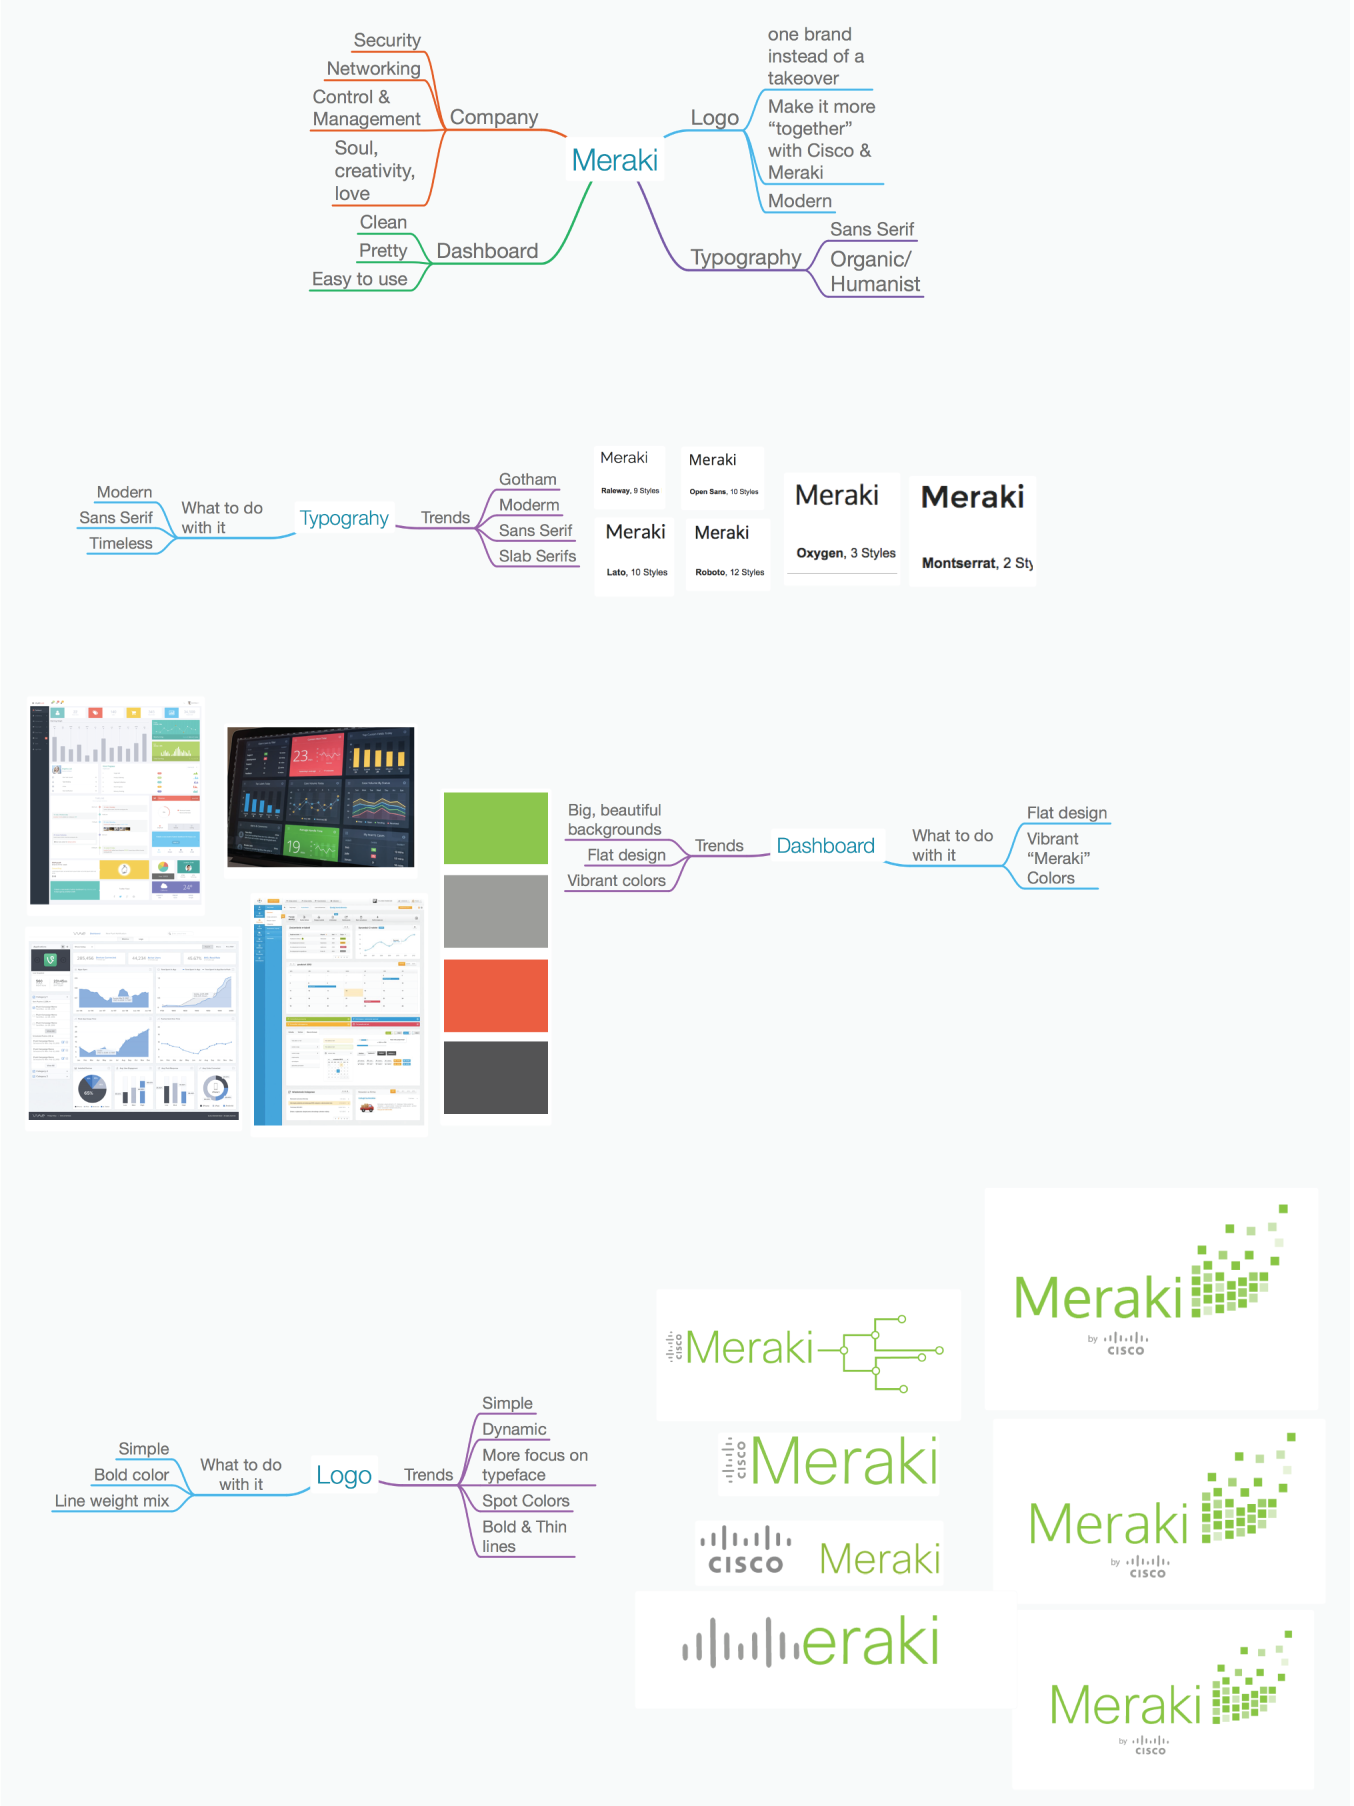 Security
Networking
Control &
Management
Soul,
creativity,
love
Company
Clean
Pretty
Easy to use
Dashboard
Meraki
Logo
one brand
instead of a
takeover
Make it more
“together”
with Cisco &
Meraki
Modern
Typography
Sans Serif
Organic/
Humanist
Modern
Sans Serif
Timeless
What to do
with it
Typograhy
Trends
Gotham
Moderm
Sans Serif
Slab Serifs
Meraki
Raleway, 9 Styles
Meraki
Open Sans, 10 Styles
Meraki
Lato, 10 Styles
Meraki
Roboto, 12 Styles
Meraki
Oxygen, 3 Styles
Meraki
Montserrat, 2 Sty
23
19
24°
Big, beautiful
backgrounds
Flat design
Vibrant colors
Trends
Dashboard
What to do
with it
Flat design
Vibrant
“Meraki”
Colors
Simple
Bold color
Line weight mix
What to do
with it
Logo
Trends
Simple
Dynamic
More focus on
typeface
Spot Colors
Bold & Thin
lines
CISCO
Meraki
CISCO
Meraki
CISCO
Meraki
eraki
Meraki
by
CISCO
Meraki
by
CISCO
Meraki
by
CISCO